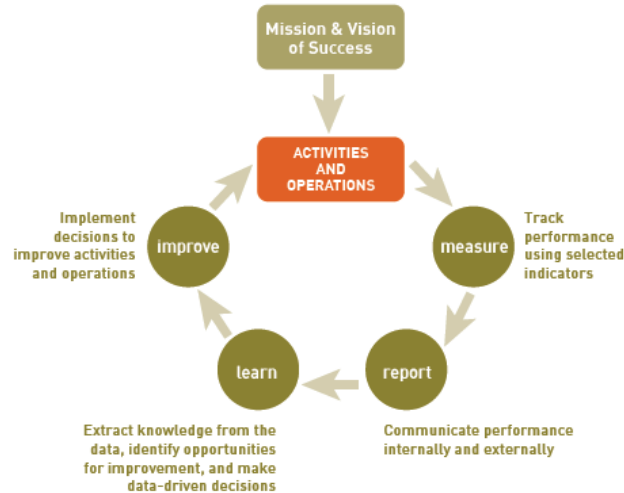 Mission & Vision
of Success
ACTIVITIES
AND
OPERATIONS
measure
Track
performance
using selected
indicators
report
Communicate performance
internally and externally
learn
Extract knowledge from the
data, identify opportunities
for improvement, and make
data-driven decisions
improve
Implement
decisions to
improve activities
and operations